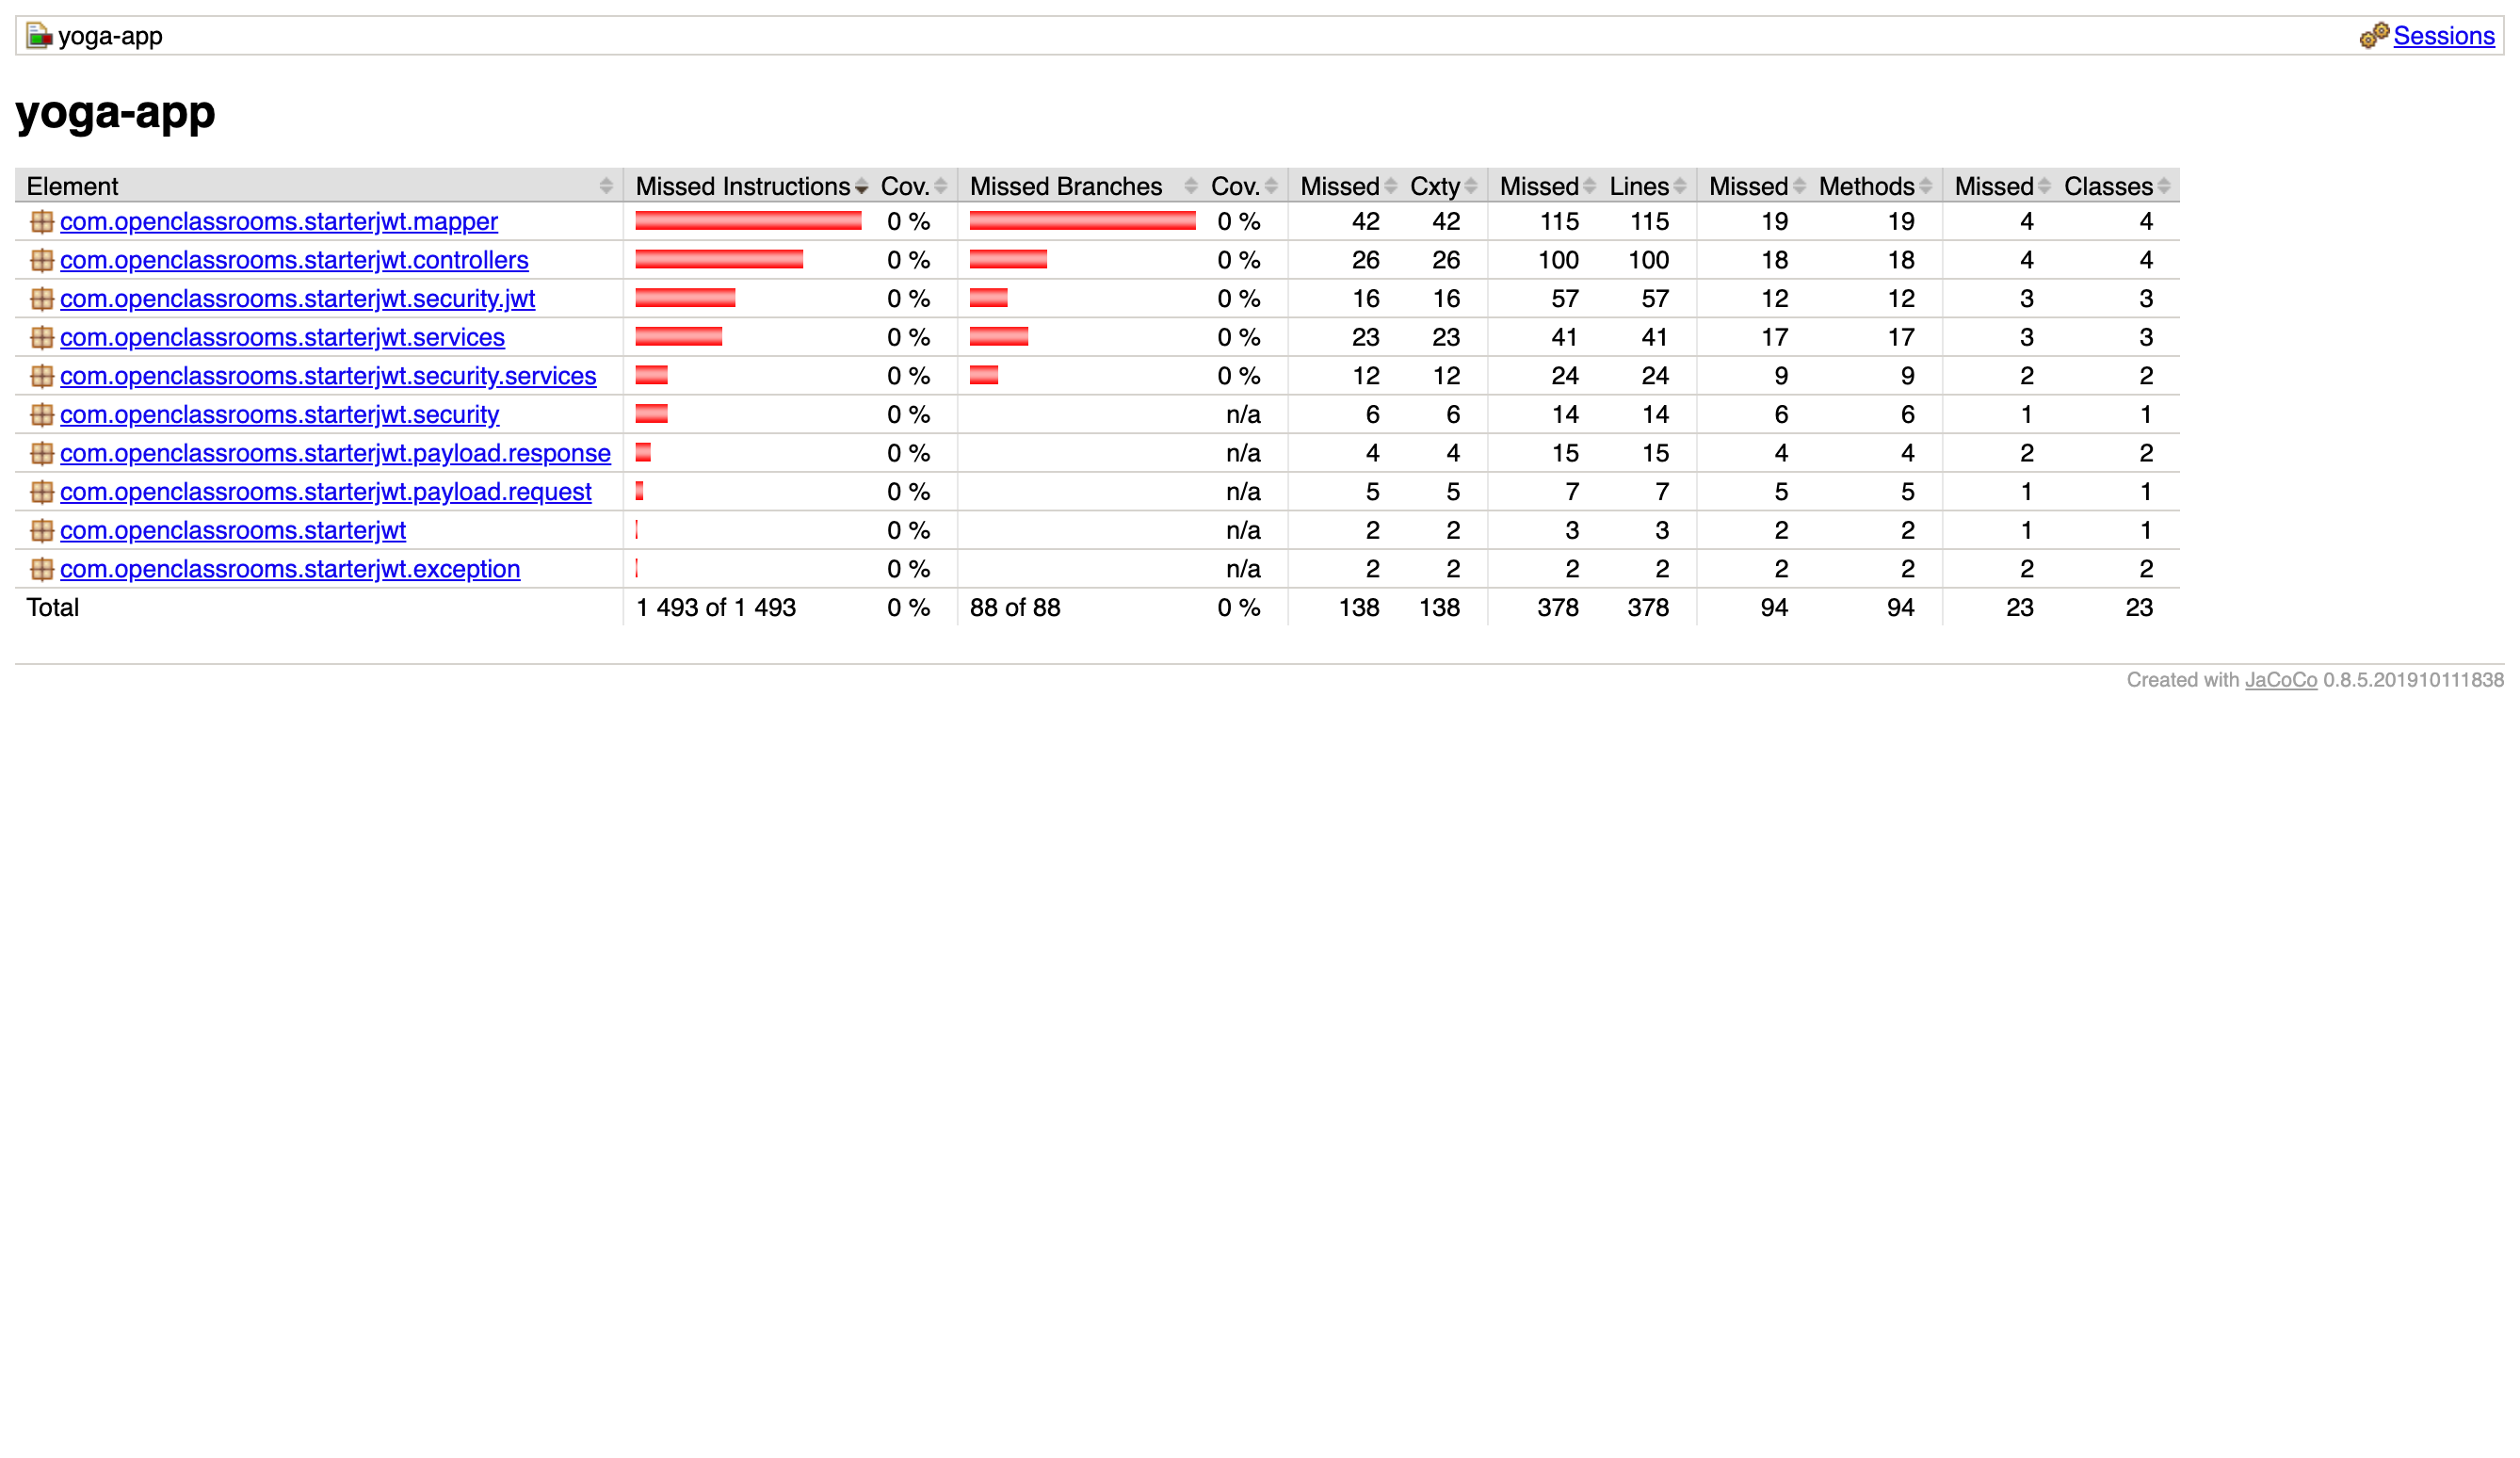 yoga-app Sessions
yoga-app
Element Missed Instructions Cov. Missed Branches Cov. Missed Cxty Missed Lines Missed Methods Missed Classes
com.openclassrooms.starterjwt.mapper 0 % 0 % 42 42 115 115 19 19 4 4
com.openclassrooms.starterjwt.controllers 0 % 0 % 26 26 100 100 18 18 4 4
com.openclassrooms.starterjwt.security.jwt 0 % 0 % 16 16 57 57 12 12 3 3
com.openclassrooms.starterjwt.services 0 % 0 % 23 23 41 41 17 17 3 3
com.openclassrooms.starterjwt.security.services 0 % 0 % 12 12 24 24 9 9 2 2
com.openclassrooms.starterjwt.security 0 % n/a 6 6 14 14 6 6 1 1
com.openclassrooms.starterjwt.payload.response 0 % n/a 4 4 15 15 4 4 2 2
com.openclassrooms.starterjwt.payload.request 0 % n/a 5 5 7 7 5 5 1 1
com.openclassrooms.starterjwt 0 % n/a 2 2 3 3 2 2 1 1
com.openclassrooms.starterjwt.exception 0 % n/a 2 2 2 2 2 2 2 2
Total 1 493 of 1 493 0 % 88 of 88 0 % 138 138 378 378 94 94 23 23
Created with JaCoCo 0.8.5.201910111838